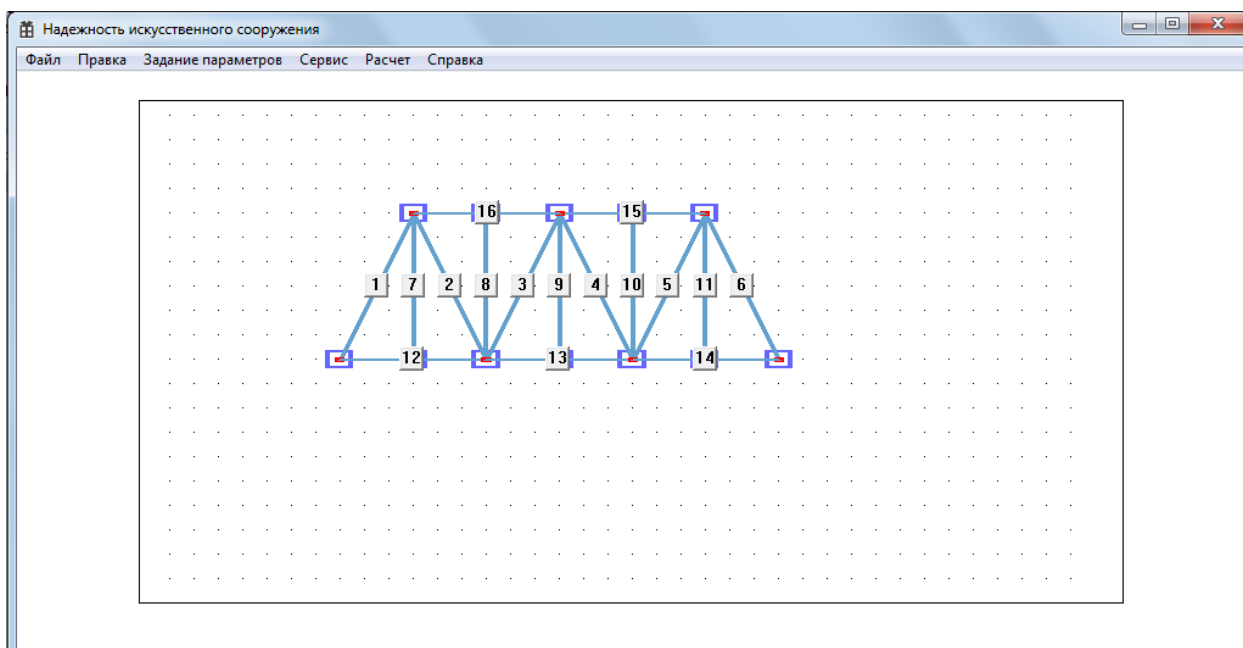 Надежность искусственного сооружения
Файл Правка Задание параметров Сервис Расчет Справка
16 15
1 7 2 8 3 9 4 10 5 11 6
12 13 14